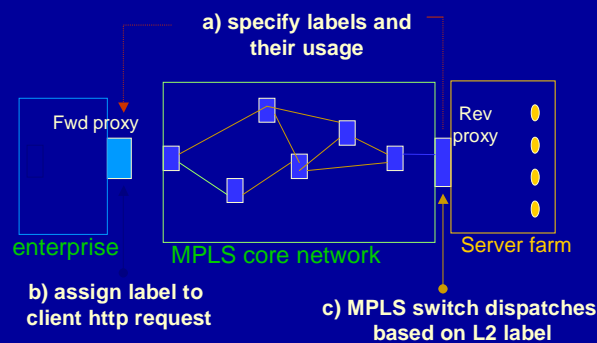 a) specify labels and
their usage
Fwd proxy
Rev
proxy
enterprise
MPLS core network
Server farm
b) assign label to
client http request
c) MPLS switch dispatches
based on L2 label